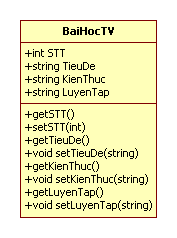 BaiHocTV
+int STT
+string TieuDe
+string KienThuc
+string LuyenTap
+getSTT()
+setSTT(int)
+getTieuDe()
+void setTieuDe(string)
+getKienThuc()
+void setKienThuc(string)
+getLuyenTap()
+void setLuyenTap(string)